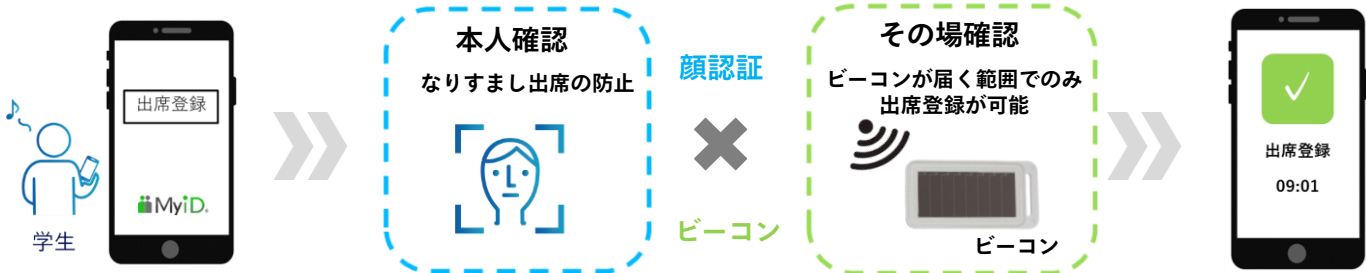 出席登録
MyiD.
学生
本人確認
なりすまし出席の防止
顔認証
ビーコン
その場確認
ビーコンが届く範囲でのみ
出席登録が可能
ビーコン
出席登録
09:01